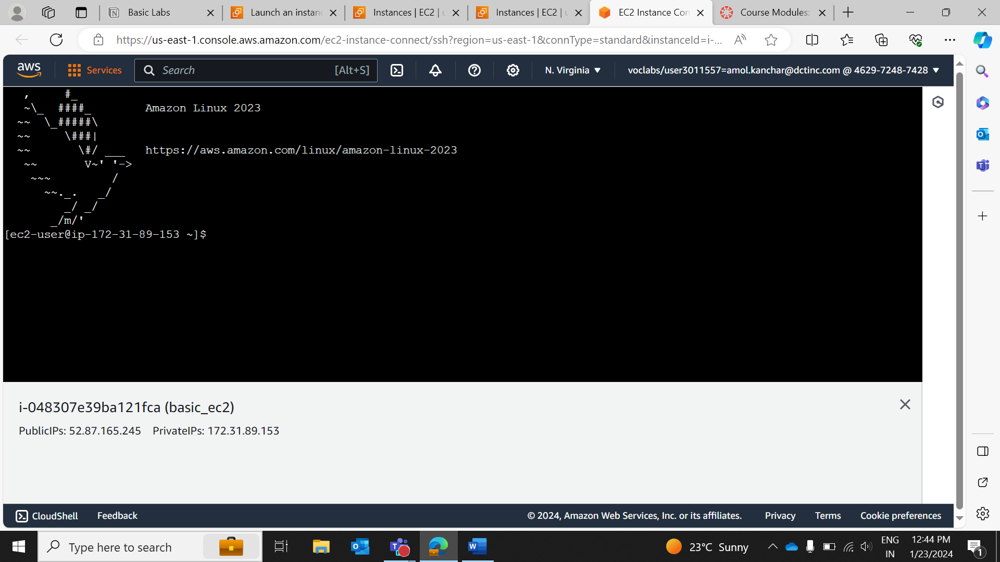 Basic Labs
Launch an instanc
Instances | EC2 | u
Instances | EC2 | u
EC2 Instance Con
Course Modules:
https://us-east-1.console.aws.amazon.com/ec2-instance-connect/ssh?region=us-east-1&connType=standard&instanceId=i-...
aws
Services
Search
[Alt+S]
N. Virginia
voclabs/user3011557=amol.kanchar@dctinc.com @ 4629-7248-7428
   ,     #_
   ~\_  ####_        Amazon Linux 2023
  ~~  \_#####\
  ~~     \###|
  ~~       \#/ ___   https://aws.amazon.com/linux/amazon-linux-2023
   ~~       V~' '->
    ~~~         /
      ~~._.   _/
         _/ _/
       _/m/'
[ec2-user@ip-172-31-89-153 ~]$
i-048307e39ba121fca (basic_ec2)
PublicIPs: 52.87.165.245 PrivateIPs: 172.31.89.153
CloudShell
Feedback
© 2024, Amazon Web Services, Inc. or its affiliates.
Privacy
Terms
Cookie preferences
Type here to search
23°C Sunny
ENG
IN
12:44 PM
1/23/2024
1